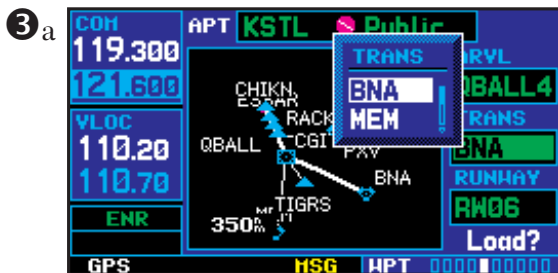 ❸a
COM
119.300
121.600
VLOC
110.20
110.70
ENR
GPS
APT KSTL Public
CHIKN
RACK
QBALL
CGI
PXV
BNA
TIGRS
350
TRANS
BNA
MEM
ARVL
QBALL4
TRANS
BNA
RUNWAY
RW06
Load?
MSG
WPT